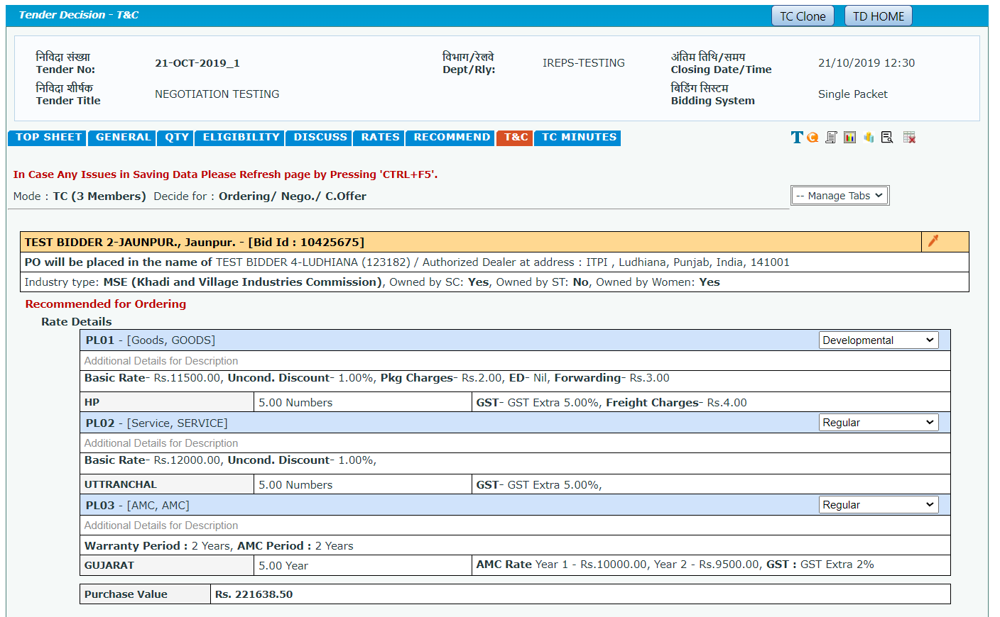 Tender Decision - T&C TC Clone TD HOME
निविदा संख्या
Tender No: 21-OCT-2019_1
विभाग/रेलवे
Dept/Rly: IREPS-TESTING
अंतिम तिथि/समय
Closing Date/Time 21/10/2019 12:30
निविदा शीर्षक
Tender Title NEGOTIATION TESTING
बिडिंग सिस्टम
Bidding System Single Packet
TOP SHEET GENERAL QTY ELIGIBILITY DISCUSS RATES RECOMMEND T&C TC MINUTES
In Case Any Issues in Saving Data Please Refresh page by Pressing 'CTRL+F5'.
Mode : TC (3 Members) Decide for : Ordering/ Nego./ C.Offer -- Manage Tabs
TEST BIDDER 2-JAUNPUR., Jaunpur. - [Bid Id : 10425675]
PO will be placed in the name of TEST BIDDER 4-LUDHIANA (123182) / Authorized Dealer at address : ITPI , Ludhiana, Punjab, India, 141001
Industry type: MSE (Khadi and Village Industries Commission), Owned by SC: Yes, Owned by ST: No, Owned by Women: Yes
Recommended for Ordering
Rate Details
PL01 - [Goods, GOODS] Developmental
Additional Details for Description
Basic Rate- Rs.11500.00, Uncond. Discount- 1.00%, Pkg Charges- Rs.2.00, ED- Nil, Forwarding- Rs.3.00
HP 5.00 Numbers GST- GST Extra 5.00%, Freight Charges- Rs.4.00
PL02 - [Service, SERVICE] Regular
Additional Details for Description
Basic Rate- Rs.12000.00, Uncond. Discount- 1.00%,
UTTRANCHAL 5.00 Numbers GST- GST Extra 5.00%,
PL03 - [AMC, AMC] Regular
Additional Details for Description
Warranty Period : 2 Years, AMC Period : 2 Years
GUJARAT 5.00 Year AMC Rate Year 1 - Rs.10000.00, Year 2 - Rs.9500.00, GST : GST Extra 2%
Purchase Value Rs. 221638.50